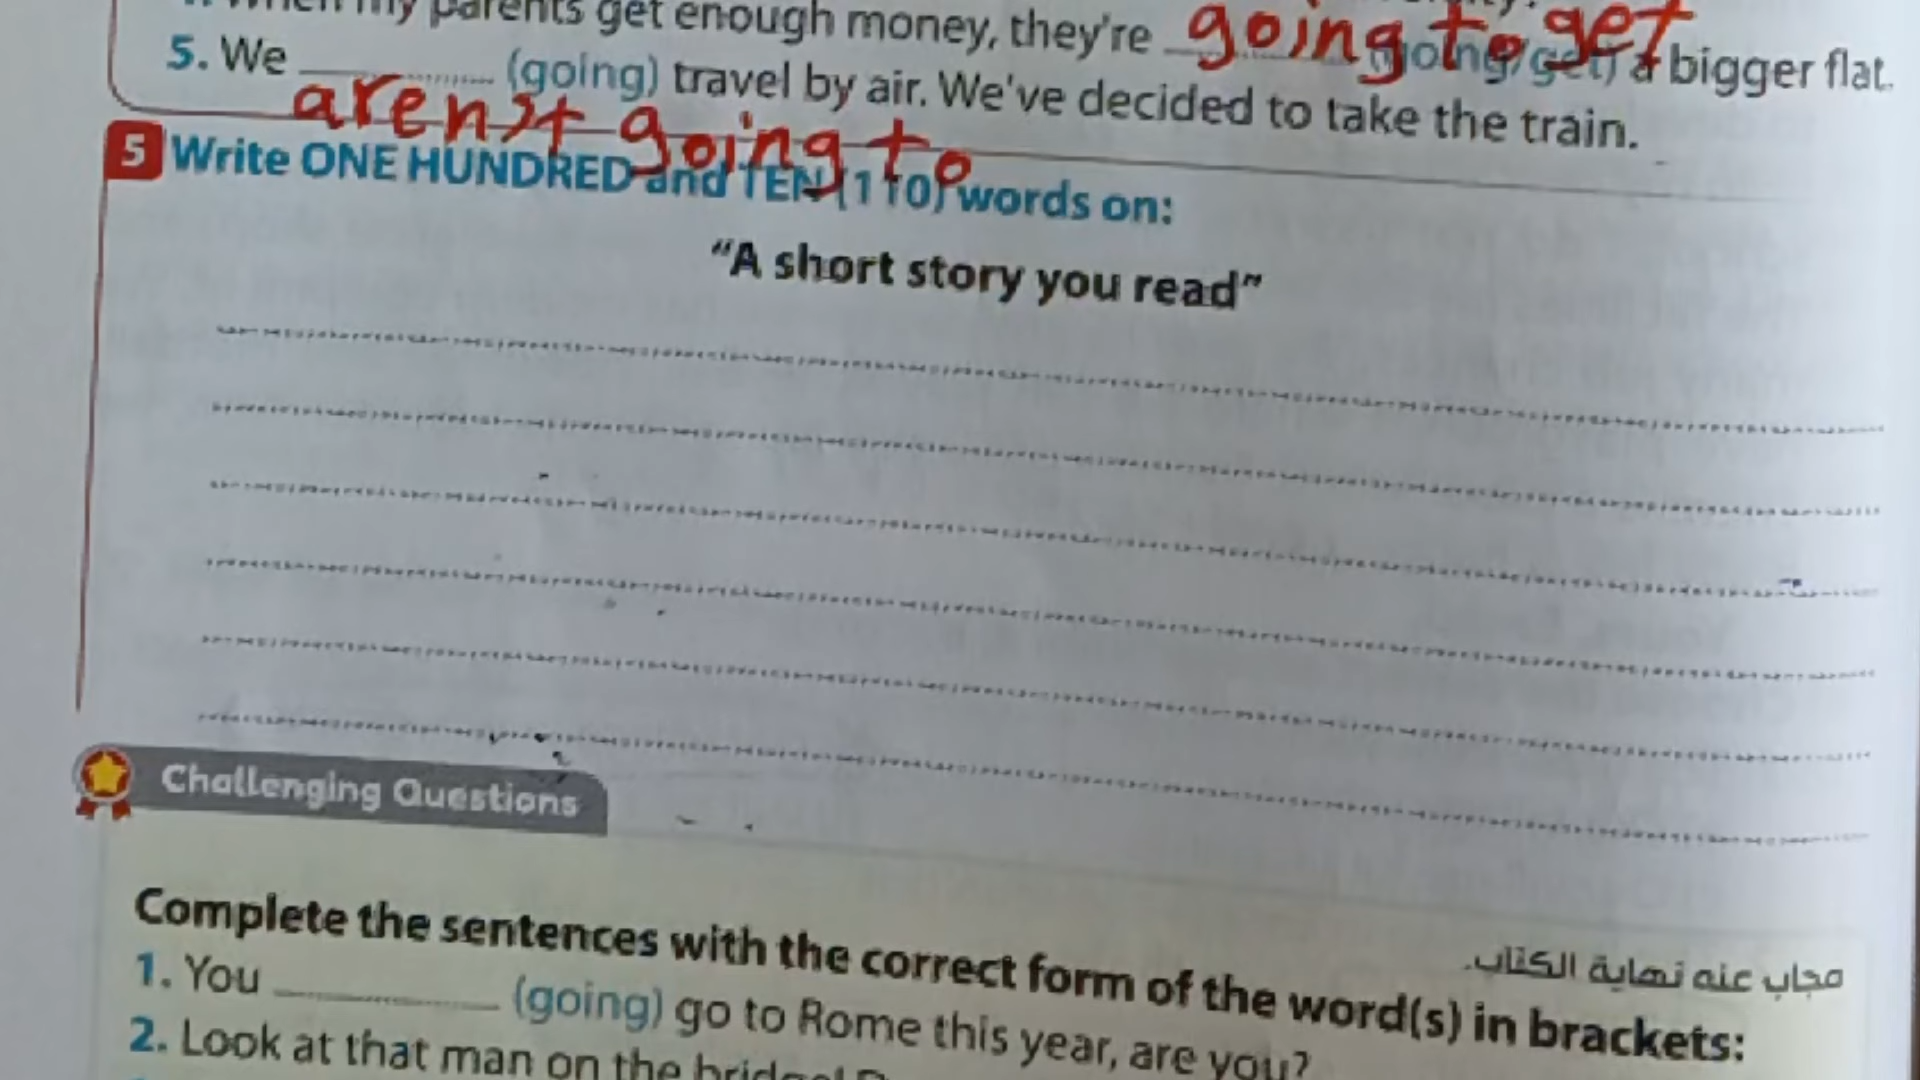 When my parents get enough money, they're going to get (going/get) a bigger flat.
5. We ............ (going) travel by air. We've decided to take the train.
aren't going to
5 Write ONE HUNDRED and TEN (110) words on:
"A short story you read"
Challenging Questions
Complete the sentences with the correct form of the word(s) in brackets:
مجاب عنه نهاية الكتاب.
1. You ............ (going) go to Rome this year, are you?
2. Look at that man on the bridge!